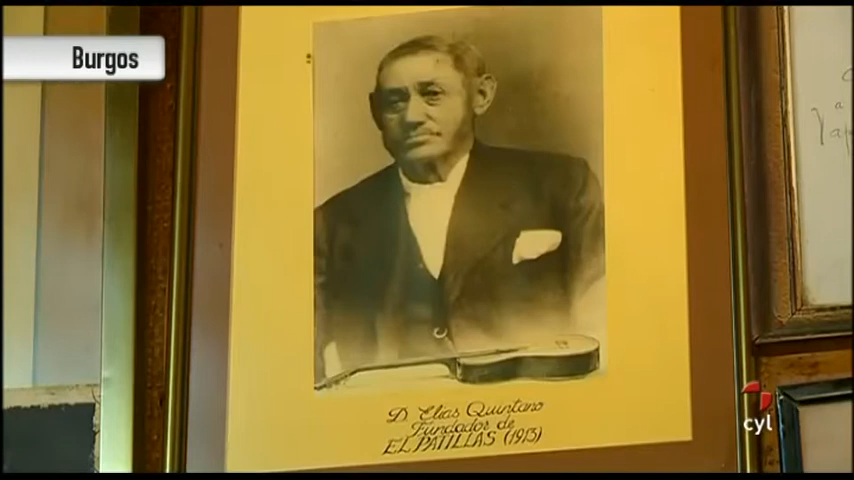 Burgos
D. Elías Quintano
Fundador de
EL PATILLAS (1913)
cyl